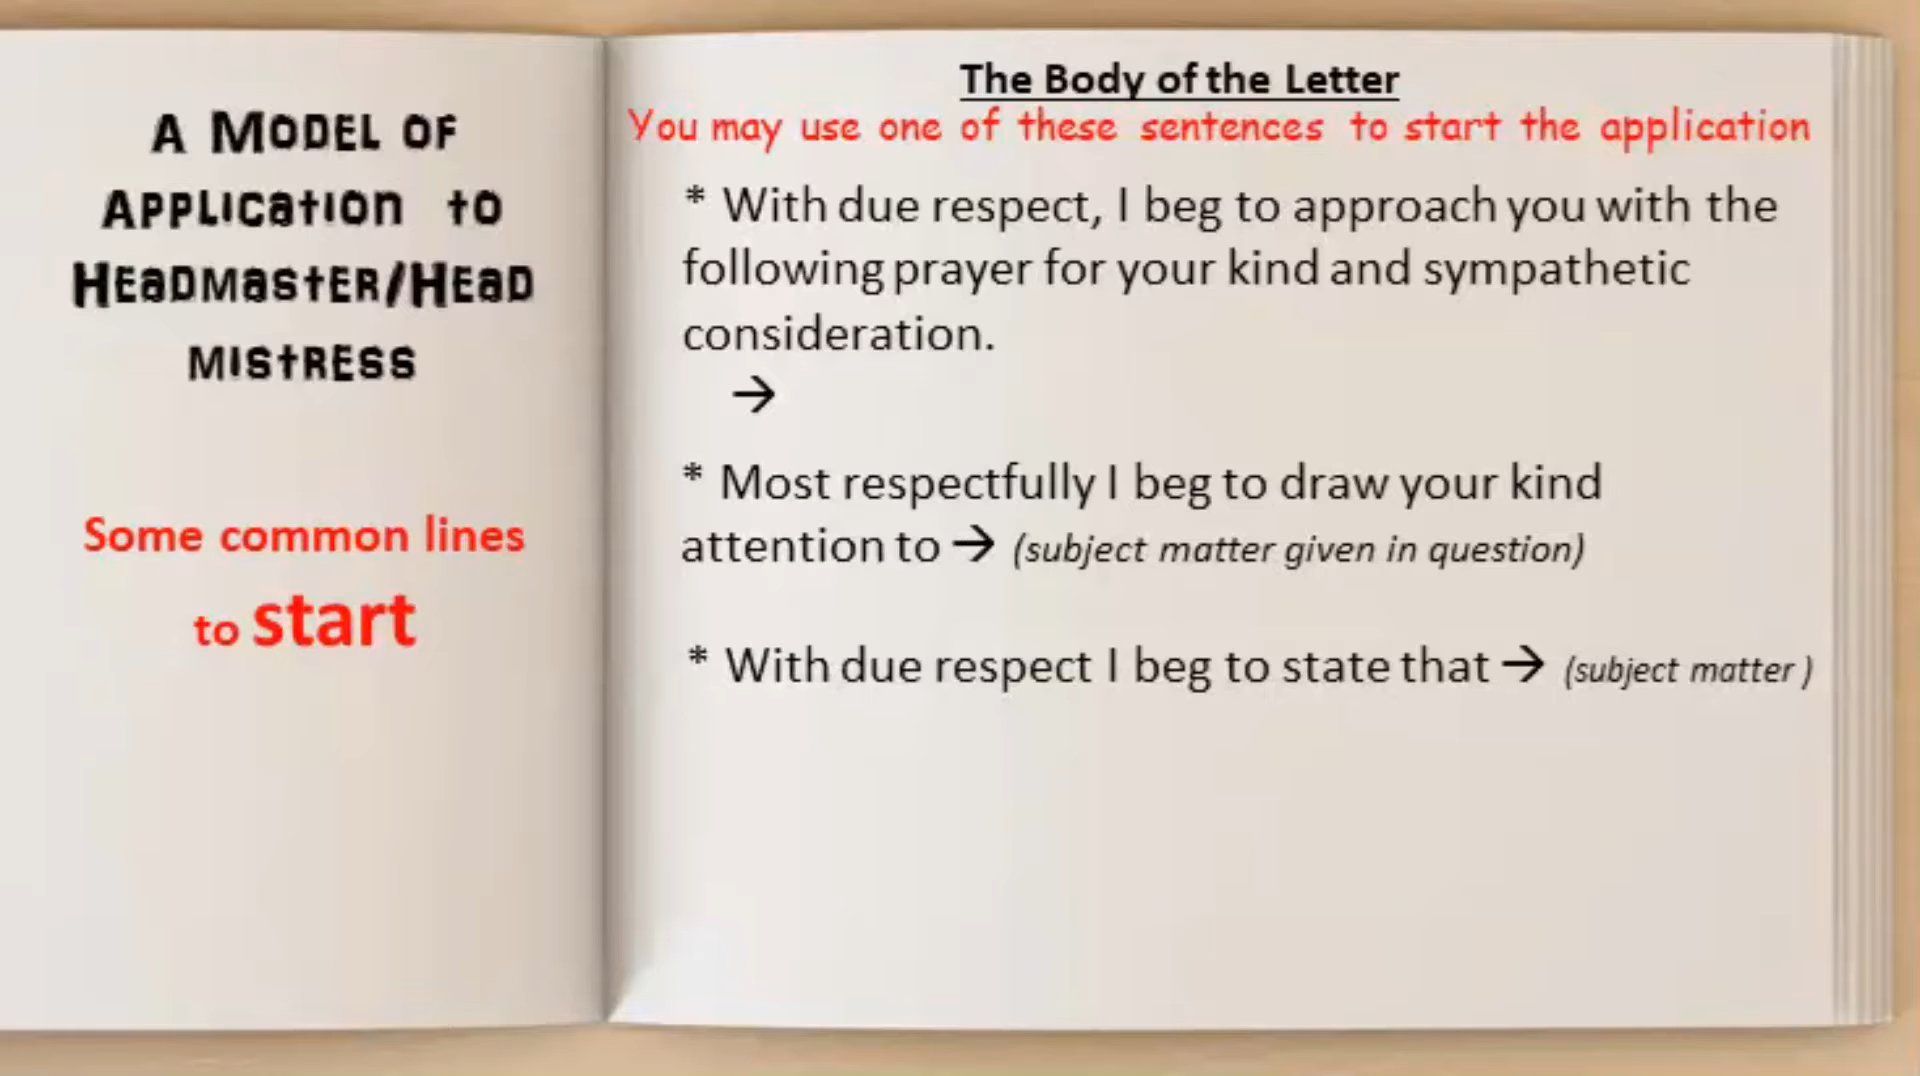 A Model of
Application to
Headmaster/Head
mistress
Some common lines
to start
The Body of the Letter
You may use one of these sentences to start the application
* With due respect, I beg to approach you with the
following prayer for your kind and sympathetic
consideration.
→
* Most respectfully I beg to draw your kind
attention to → (subject matter given in question)
* With due respect I beg to state that → (subject matter )